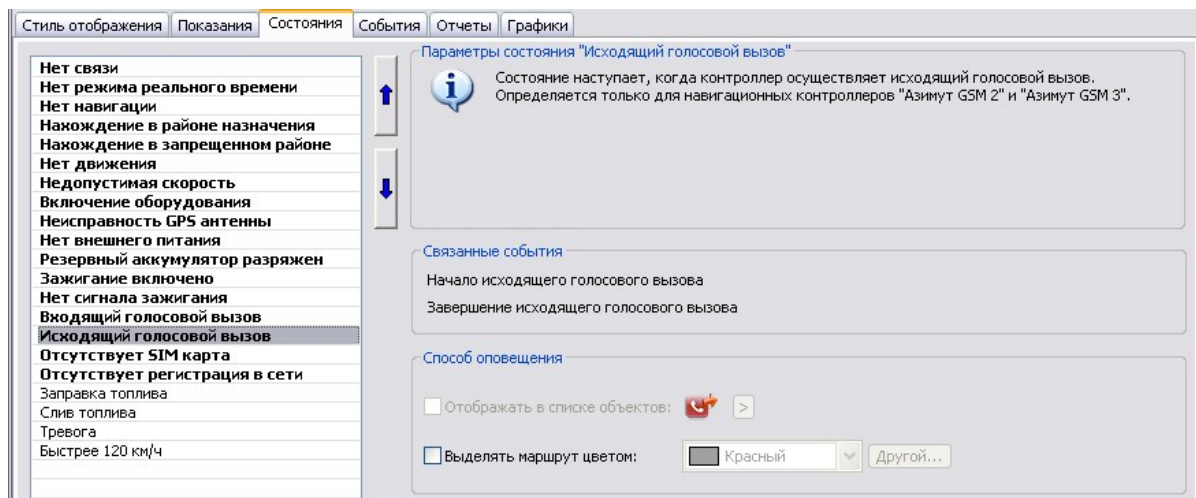 Стиль отображения Показания Состояния События Отчеты Графики
Нет связи
Нет режима реального времени
Нет навигации
Нахождение в районе назначения
Нахождение в запрещенном районе
Нет движения
Недопустимая скорость
Включение оборудования
Неисправность GPS антенны
Нет внешнего питания
Резервный аккумулятор разряжен
Зажигание включено
Нет сигнала зажигания
Входящий голосовой вызов
Исходящий голосовой вызов
Отсутствует SIM карта
Отсутствует регистрация в сети
Заправка топлива
Слив топлива
Тревога
Быстрее 120 км/ч
Параметры состояния "Исходящий голосовой вызов"
Состояние наступает, когда контроллер осуществляет исходящий голосовой вызов.
Определяется только для навигационных контроллеров "Азимут GSM 2" и "Азимут GSM 3".
Связанные события
Начало исходящего голосового вызова
Завершение исходящего голосового вызова
Способ оповещения
Отображать в списке объектов: >
Выделять маршрут цветом: Красный Другой...